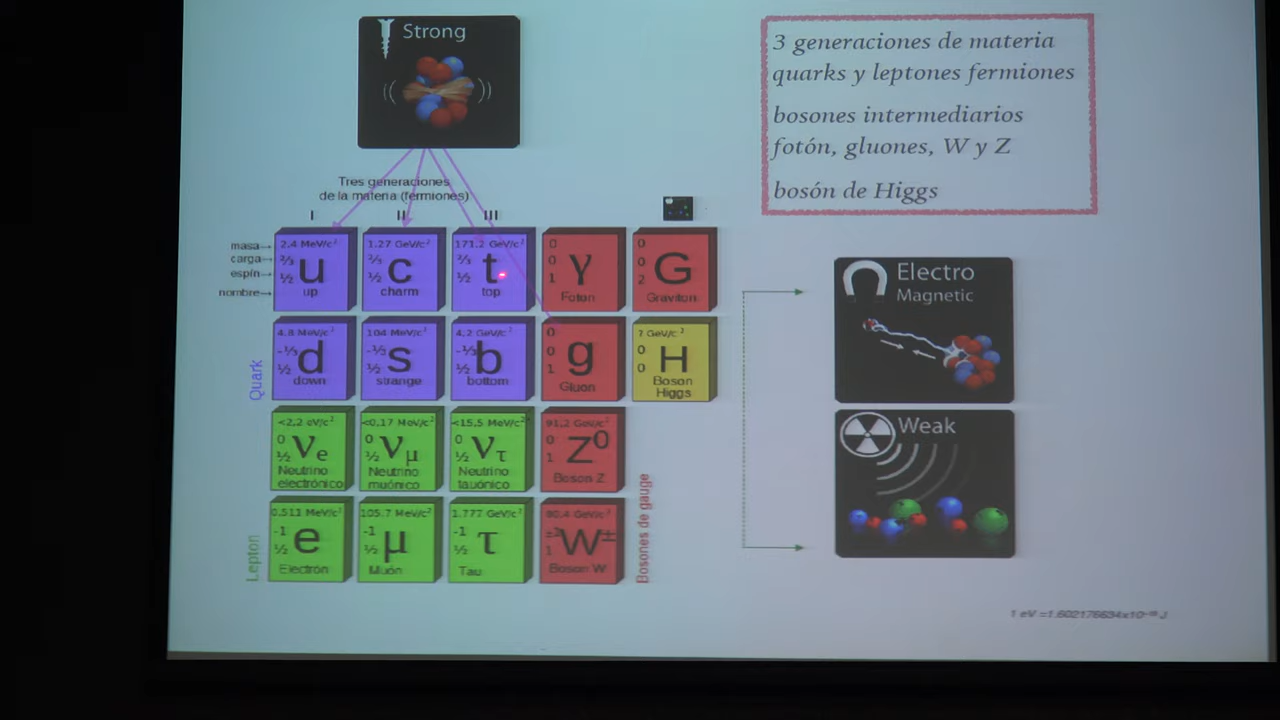 Strong
3 generaciones de materia
quarks y leptones fermiones
bosones intermediarios
fotón, gluones, W y Z
bosón de Higgs
Tres generaciones
de la materia (fermiones)
I II III
masa
carga
espín
nombre
2.4 MeV/c²
⅔
½
u
up
1.27 GeV/c²
⅔
½
c
charm
171.2 GeV/c²
⅔
½
t
top
0
0
1
γ
Foton
0
0
2
G
Graviton
Quark
4.8 MeV/c²
-⅓
½
d
down
104 MeV/c²
-⅓
½
s
strange
4.2 GeV/c²
-⅓
½
b
bottom
0
0
1
g
Gluon
? GeV/c²
0
0
H
Boson
Higgs
<2.2 eV/c²
0
½
νe
Neutrino
electrónico
<0.17 MeV/c²
0
½
νμ
Neutrino
muónico
<15.5 MeV/c²
0
½
ντ
Neutrino
tauónico
91.2 GeV/c²
0
1
Z⁰
Boson Z
Lepton
0.511 MeV/c²
-1
½
e
Electrón
105.7 MeV/c²
-1
½
μ
Muón
1.777 GeV/c²
-1
½
τ
Tau
80.4 GeV/c²
±1
1
W±
Boson W
Bosones de gauge
Electro
Magnetic
Weak
1 eV =1.602176634x10⁻¹⁹ J